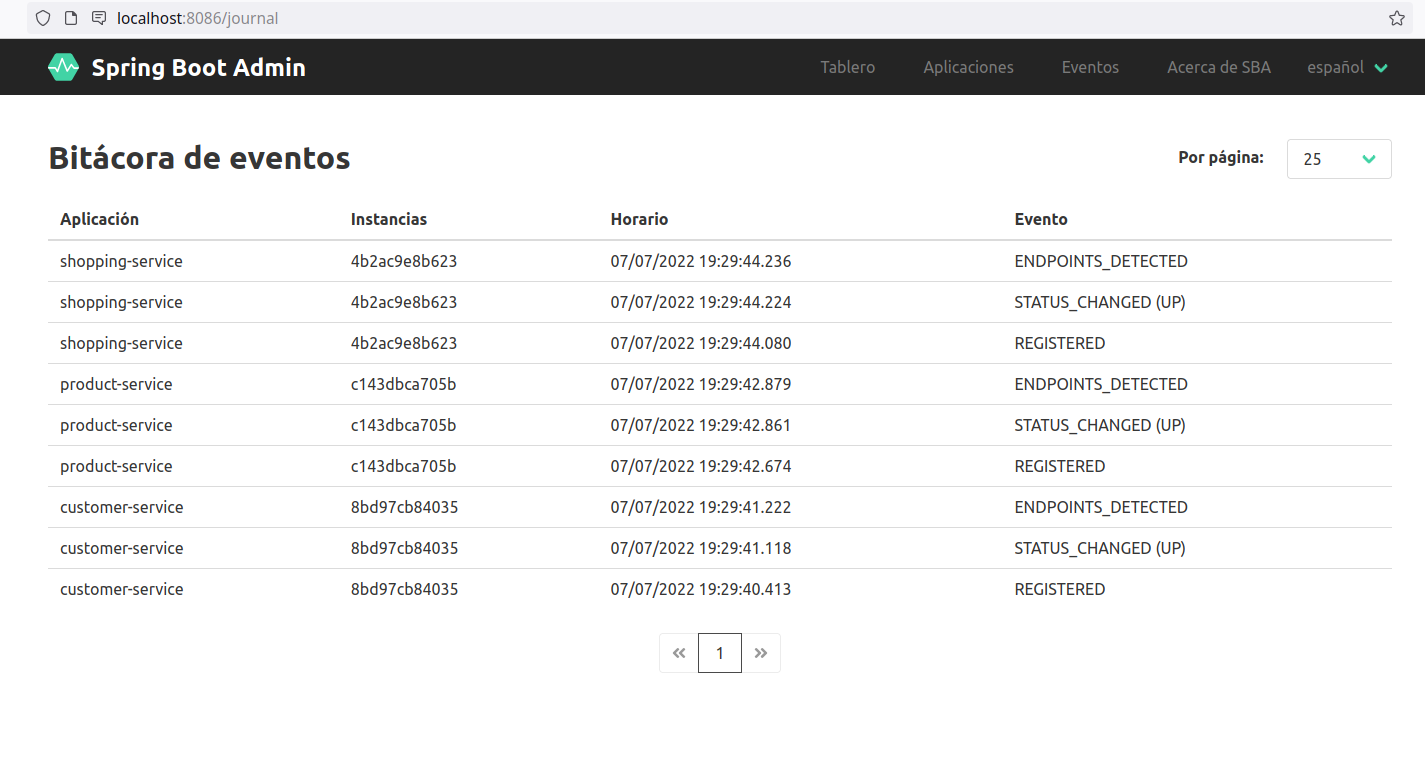 localhost:8086/journal
Spring Boot Admin Tablero Aplicaciones Eventos Acerca de SBA español
Bitácora de eventos Por página: 25
Aplicación Instancias Horario Evento
shopping-service 4b2ac9e8b623 07/07/2022 19:29:44.236 ENDPOINTS_DETECTED
shopping-service 4b2ac9e8b623 07/07/2022 19:29:44.224 STATUS_CHANGED (UP)
shopping-service 4b2ac9e8b623 07/07/2022 19:29:44.080 REGISTERED
product-service c143dbca705b 07/07/2022 19:29:42.879 ENDPOINTS_DETECTED
product-service c143dbca705b 07/07/2022 19:29:42.861 STATUS_CHANGED (UP)
product-service c143dbca705b 07/07/2022 19:29:42.674 REGISTERED
customer-service 8bd97cb84035 07/07/2022 19:29:41.222 ENDPOINTS_DETECTED
customer-service 8bd97cb84035 07/07/2022 19:29:41.118 STATUS_CHANGED (UP)
customer-service 8bd97cb84035 07/07/2022 19:29:40.413 REGISTERED
« 1 »